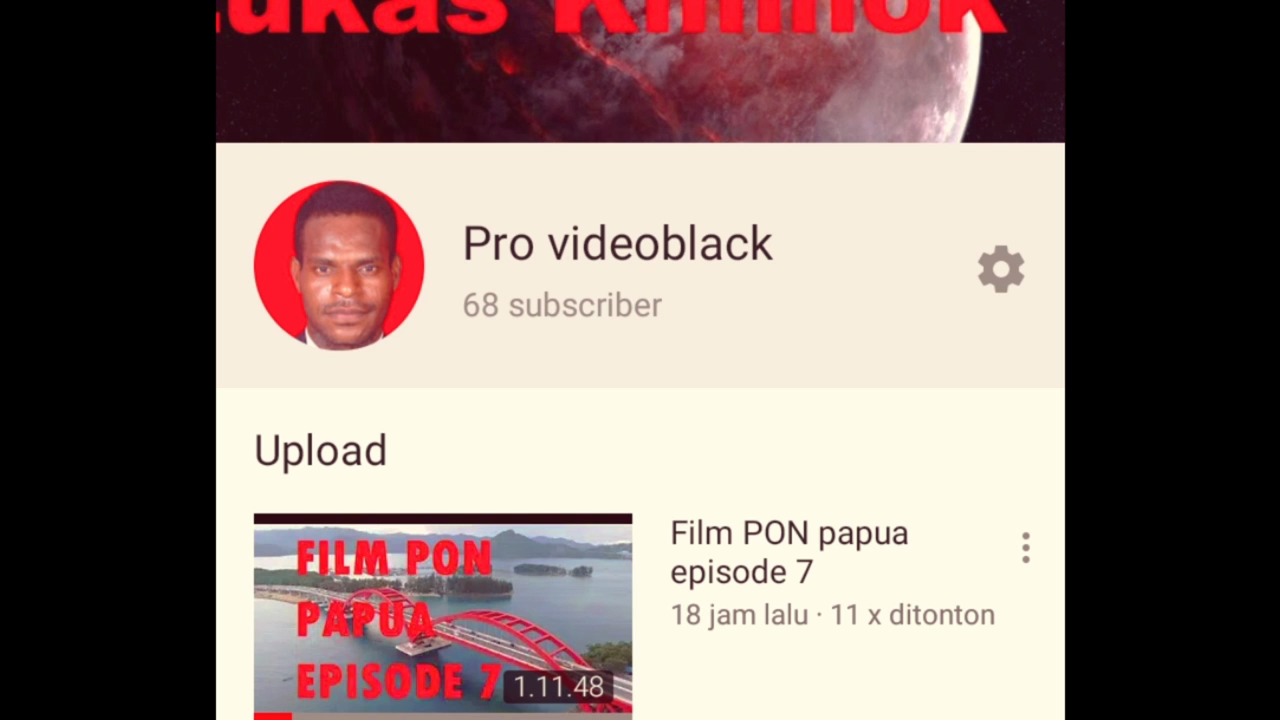 Pro videoblack
68 subscriber
Upload
FILM PON
PAPUA
EPISODE 7
1.11.48
Film PON papua
episode 7
18 jam lalu · 11 x ditonton